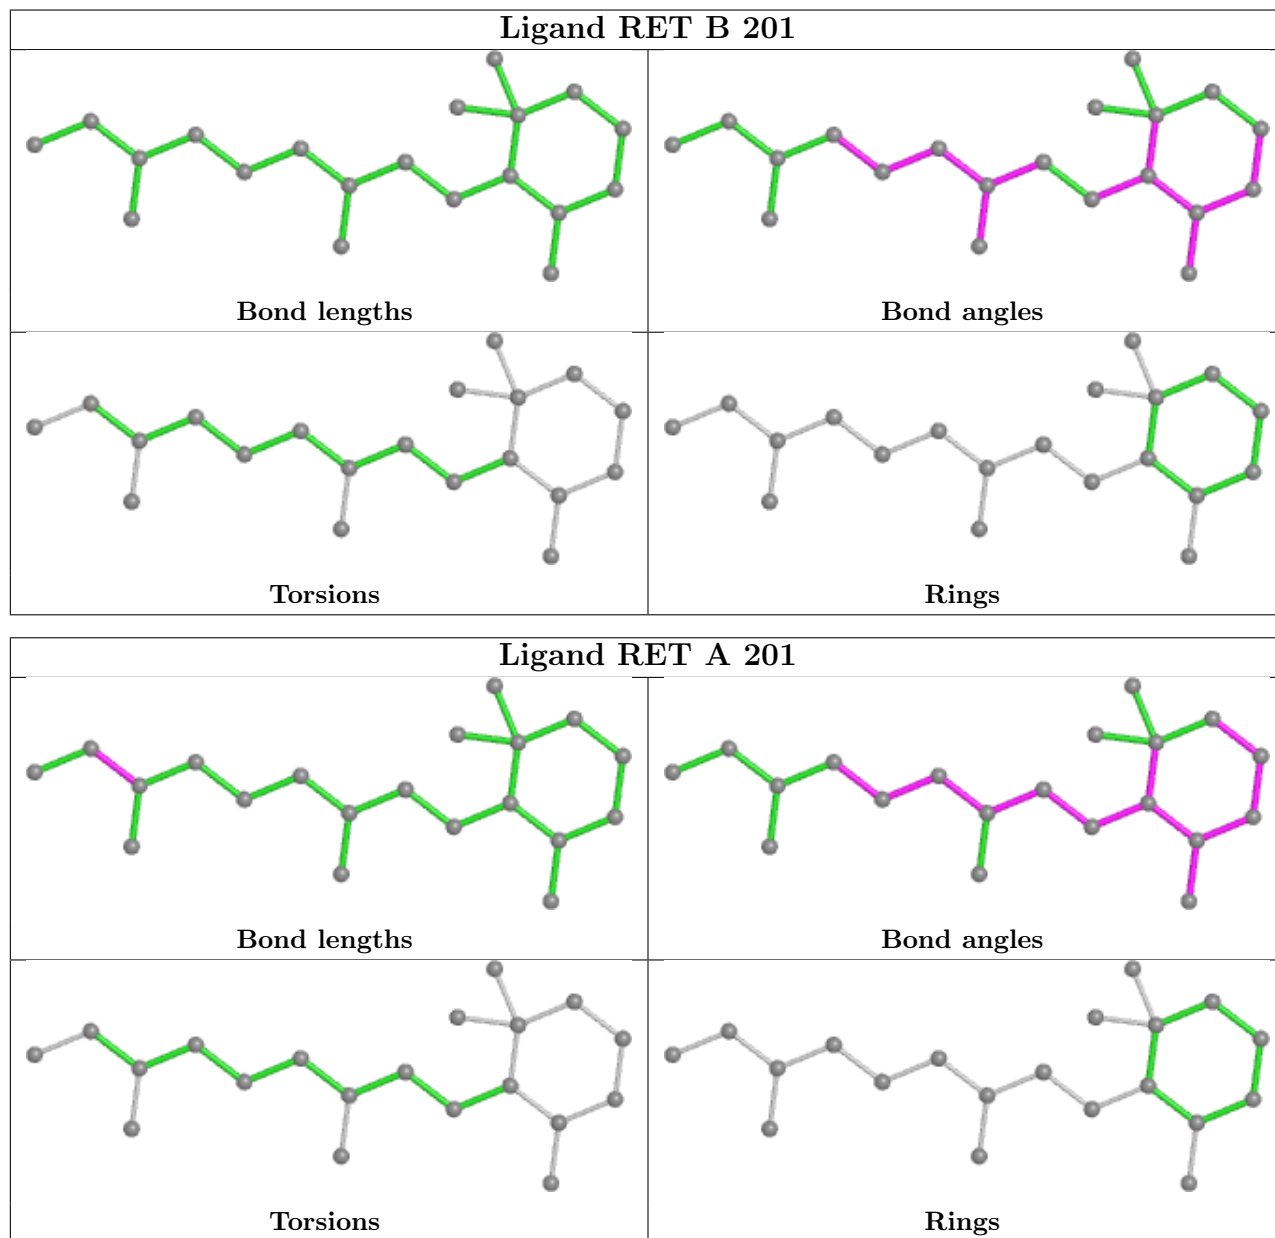 Ligand RET B 201
Bond lengths
Bond angles
Torsions
Rings
Ligand RET A 201
Bond lengths
Bond angles
Torsions
Rings